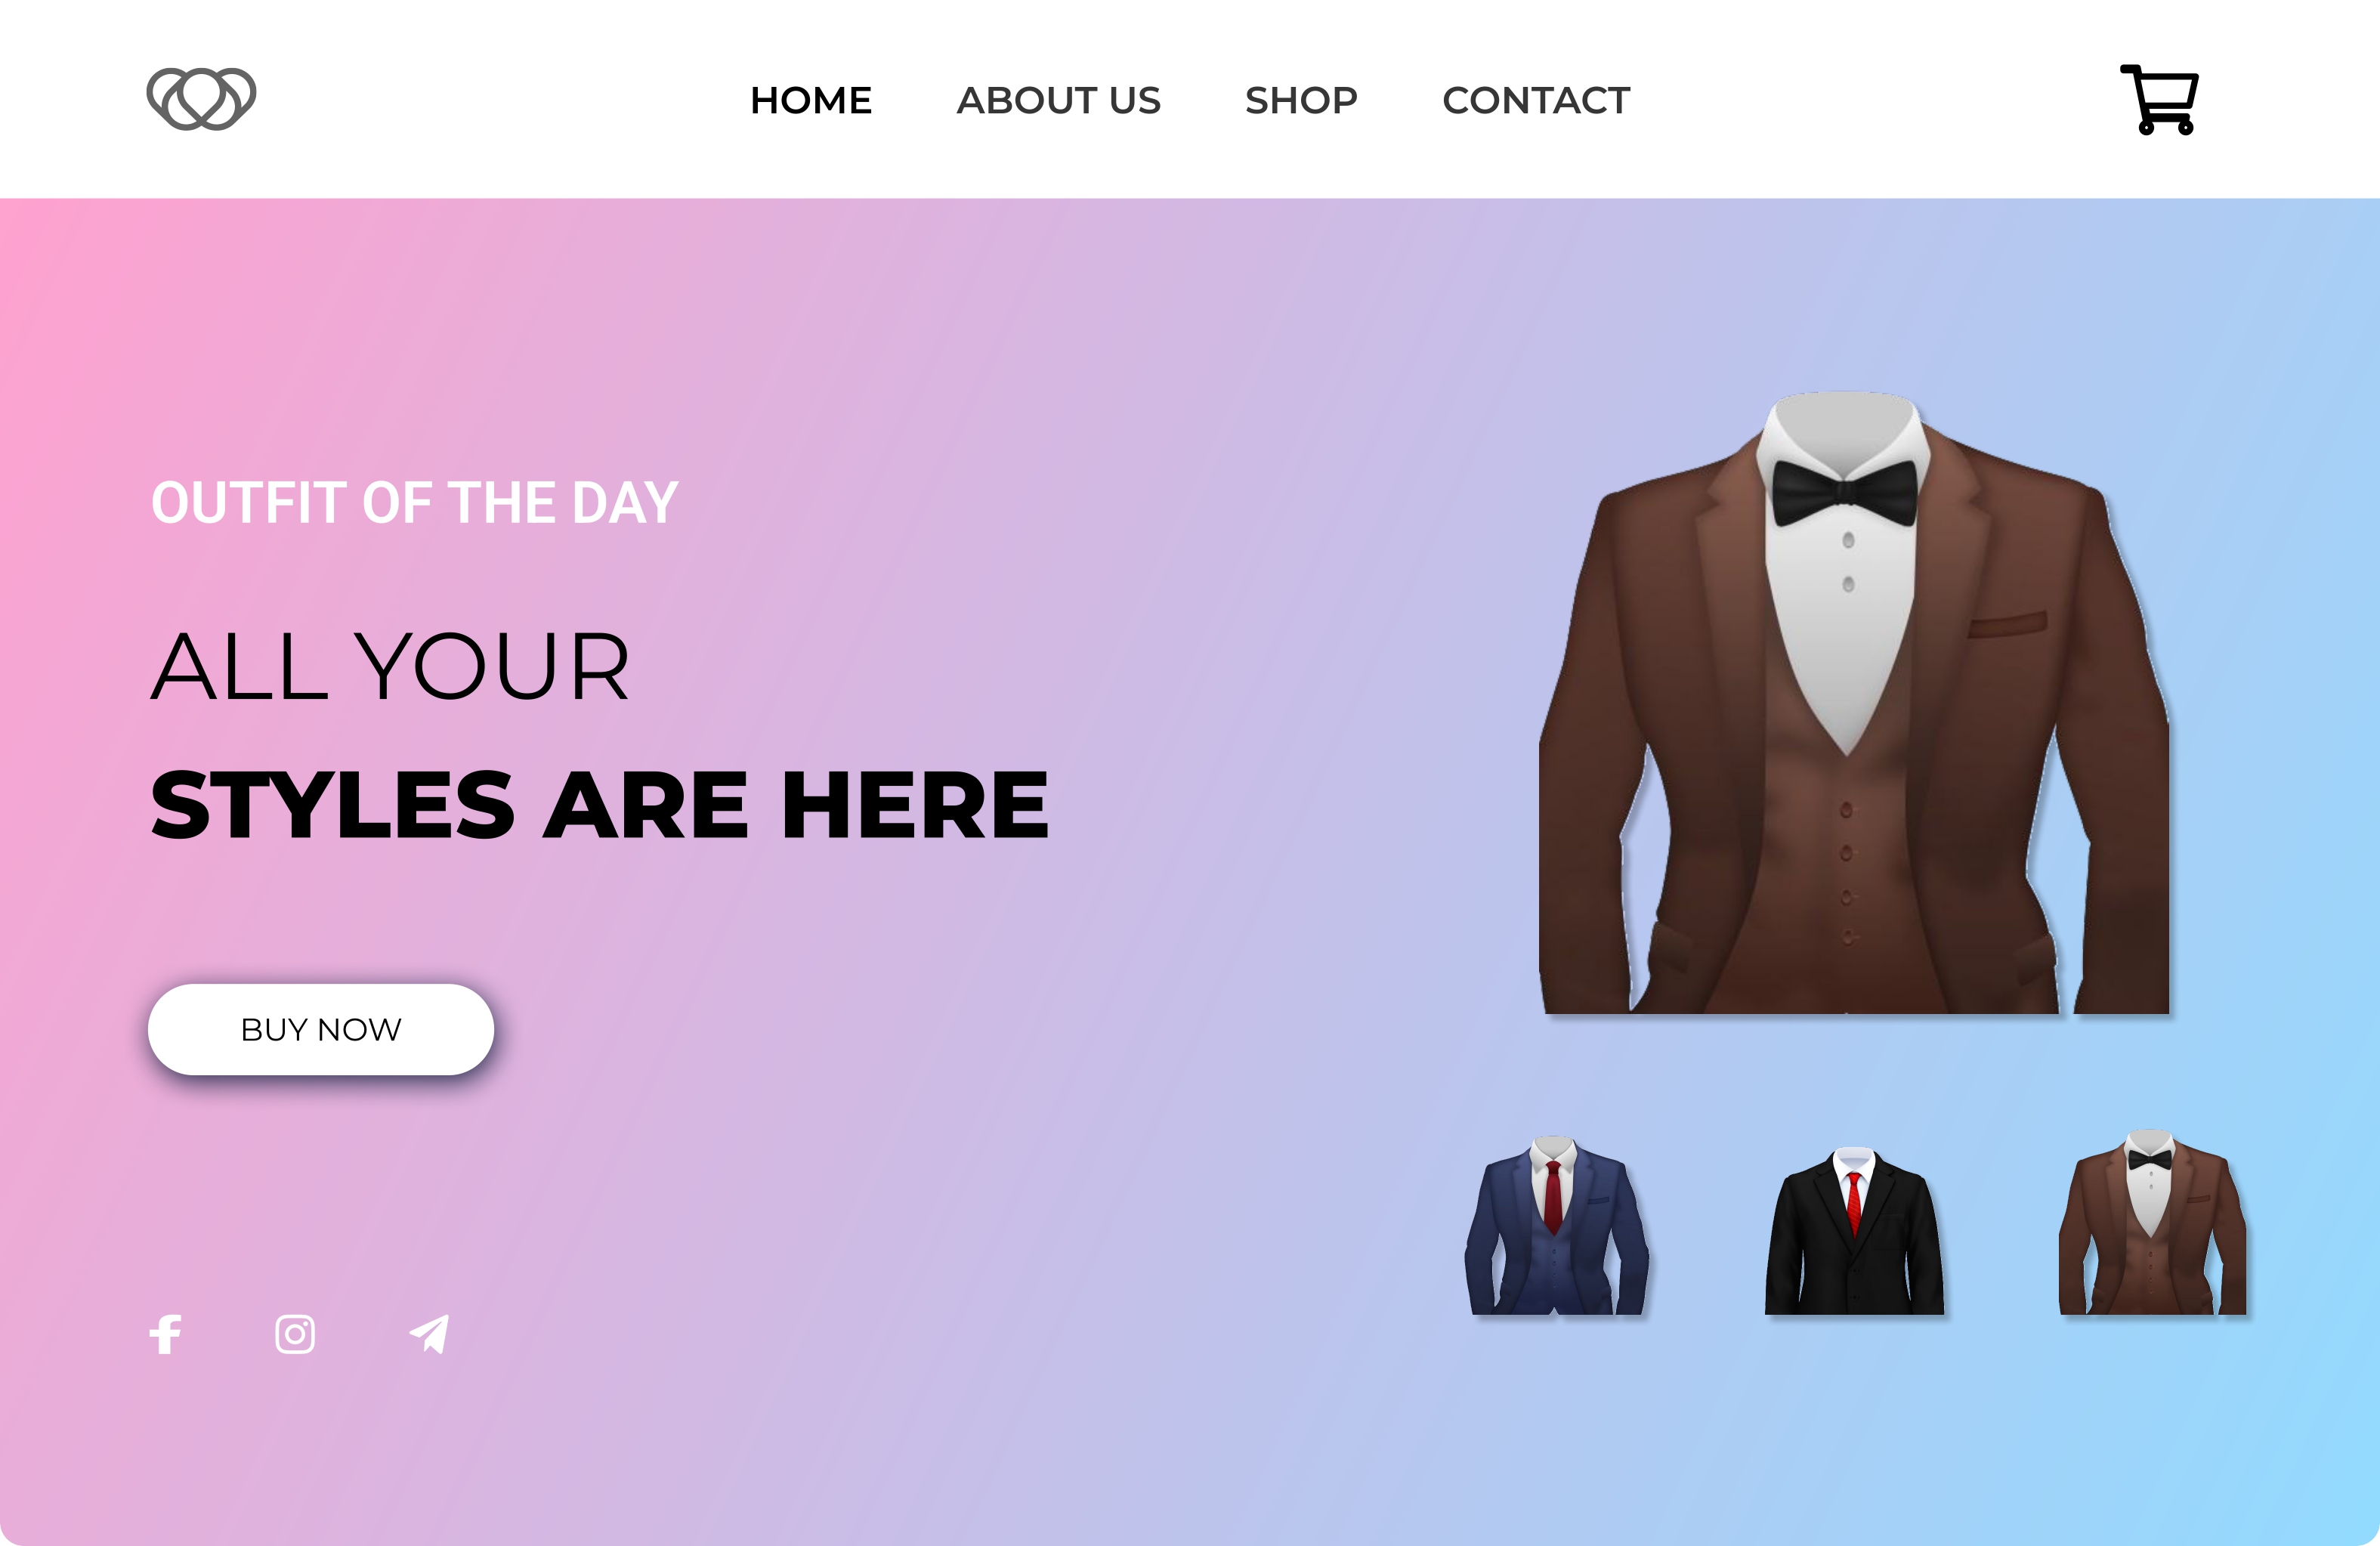 HOME
ABOUT US
SHOP
CONTACT
OUTFIT OF THE DAY
ALL YOUR
STYLES ARE HERE
BUY NOW